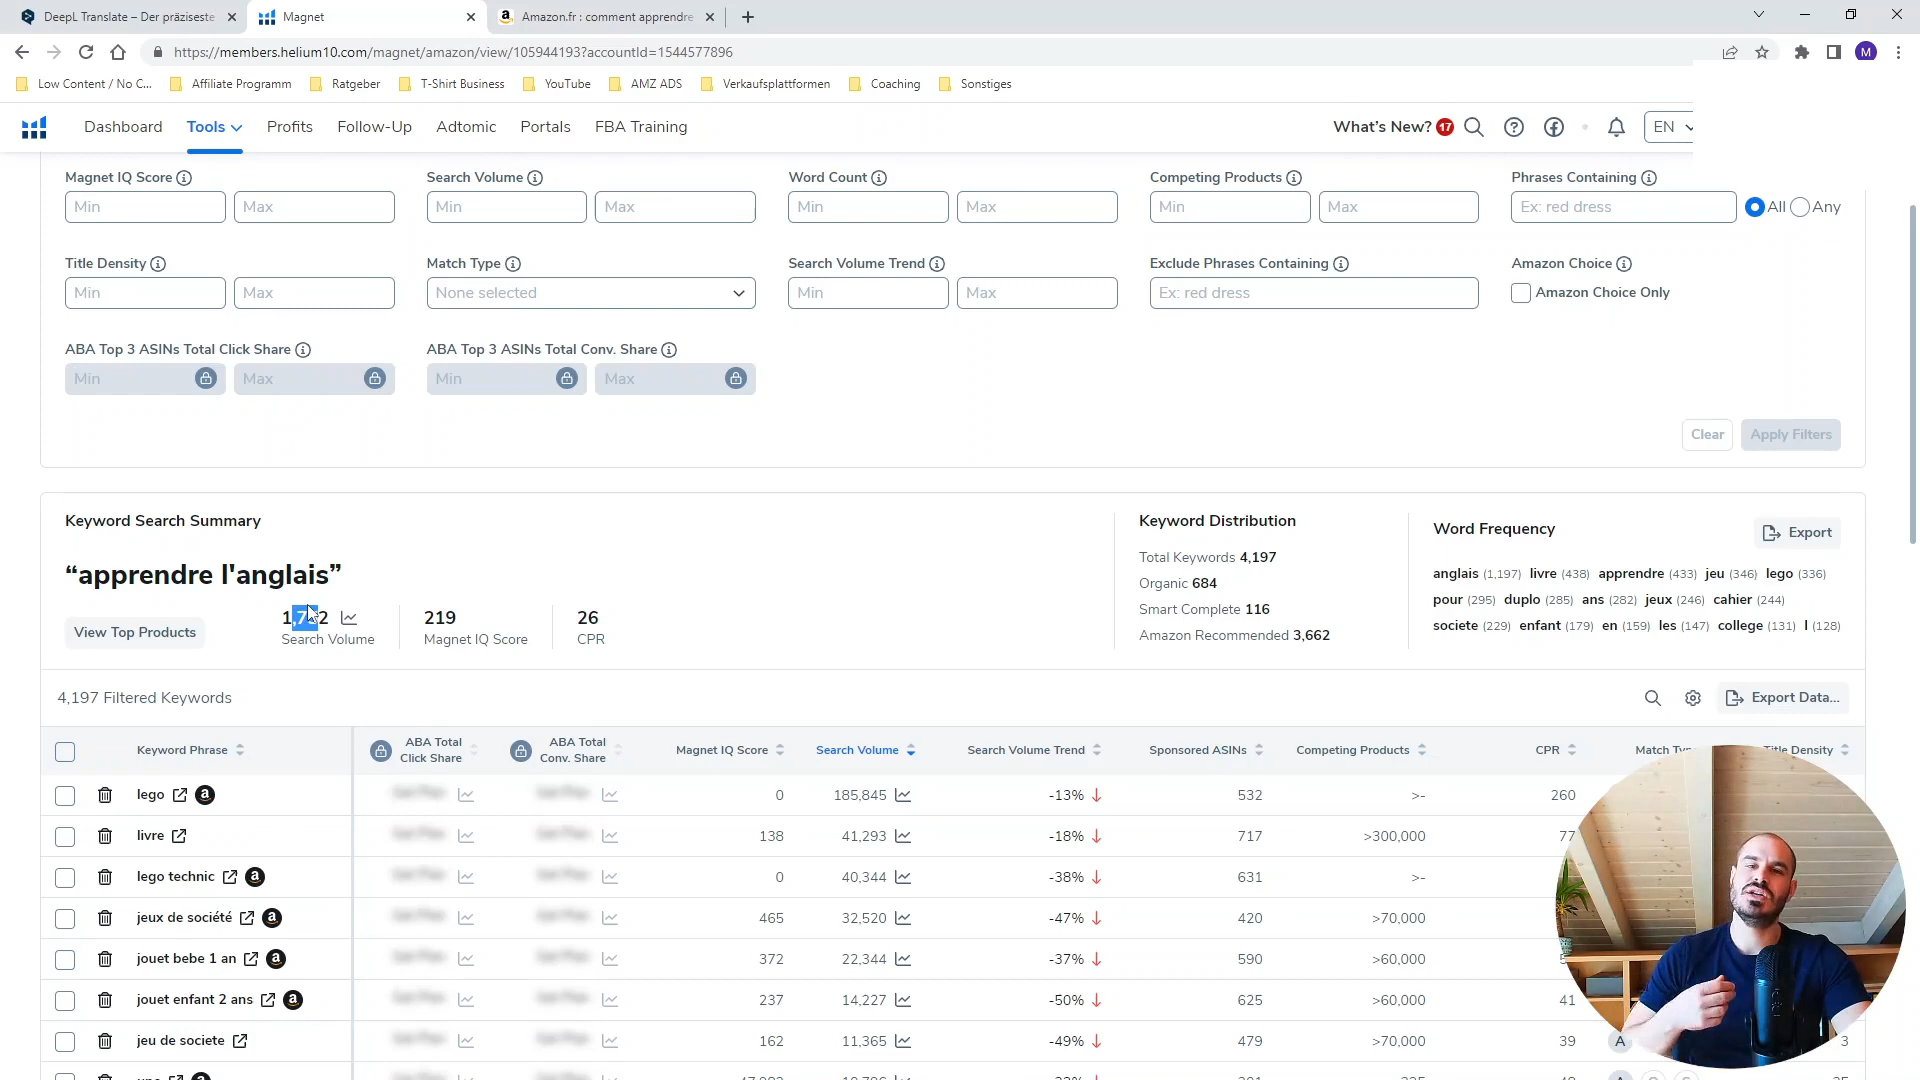 DeepL Translate – Der präziseste
Magnet
Amazon.fr : comment apprendre
https://members.helium10.com/magnet/amazon/view/105944193?accountId=1544577896
M
Low Content / No C...
Affiliate Programm
Ratgeber
T-Shirt Business
YouTube
AMZ ADS
Verkaufsplattformen
Coaching
Sonstiges
Dashboard
Tools
Profits
Follow-Up
Adtomic
Portals
FBA Training
What's New? 17
EN
Magnet IQ Score
Search Volume
Word Count
Competing Products
Phrases Containing
Min Max Min Max Min Max Min Max Ex: red dress All Any
Title Density
Match Type
Search Volume Trend
Exclude Phrases Containing
Amazon Choice
Min Max None selected Min Max Ex: red dress Amazon Choice Only
ABA Top 3 ASINs Total Click Share
ABA Top 3 ASINs Total Conv. Share
Min Max Min Max
Clear Apply Filters
Keyword Search Summary
“apprendre l'anglais”
View Top Products
Search Volume
219
Magnet IQ Score
26
CPR
Keyword Distribution
Total Keywords 4,197
Organic 684
Smart Complete 116
Amazon Recommended 3,662
Word Frequency
Export
anglais (1,197) livre (438) apprendre (433) jeu (346) lego (336)
pour (295) duplo (285) ans (282) jeux (246) cahier (244)
societe (229) enfant (179) en (159) les (147) college (131) l (128)
4,197 Filtered Keywords
Export Data...
Keyword Phrase
ABA Total Click Share
ABA Total Conv. Share
Magnet IQ Score
Search Volume
Search Volume Trend
Sponsored ASINs
Competing Products
CPR
Match
Title Density
lego 0 185,845 -13% 532 >- 260
livre 138 41,293 -18% 717 >300,000 77
lego technic 0 40,344 -38% 631 >-
jeux de société 465 32,520 -47% 420 >70,000
jouet bebe 1 an 372 22,344 -37% 590 >60,000
jouet enfant 2 ans 237 14,227 -50% 625 >60,000 41
jeu de societe 162 11,365 -49% 479 >70,000 39 A 3